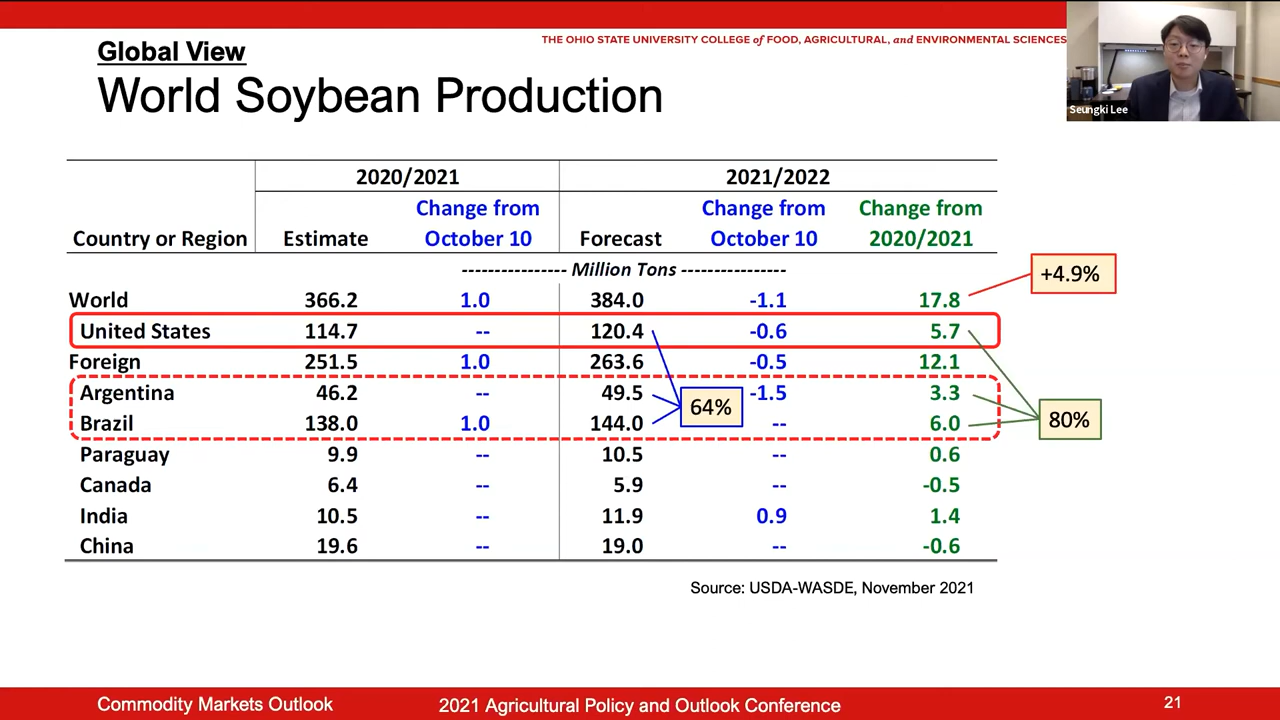 THE OHIO STATE UNIVERSITY COLLEGE of FOOD, AGRICULTURAL, and ENVIRONMENTAL SCIENCES
Seungki Lee
Global View
World Soybean Production
2020/2021 2021/2022
Change from Change from Change from
Country or Region Estimate October 10 Forecast October 10 2020/2021
---------------- Million Tons ----------------
+4.9%
World 366.2 1.0 384.0 -1.1 17.8
United States 114.7 -- 120.4 -0.6 5.7
Foreign 251.5 1.0 263.6 -0.5 12.1
Argentina 46.2 -- 49.5 -1.5 3.3
64%
80%
Brazil 138.0 1.0 144.0 -- 6.0
Paraguay 9.9 -- 10.5 -- 0.6
Canada 6.4 -- 5.9 -- -0.5
India 10.5 -- 11.9 0.9 1.4
China 19.6 -- 19.0 -- -0.6
Source: USDA-WASDE, November 2021
Commodity Markets Outlook 2021 Agricultural Policy and Outlook Conference 21